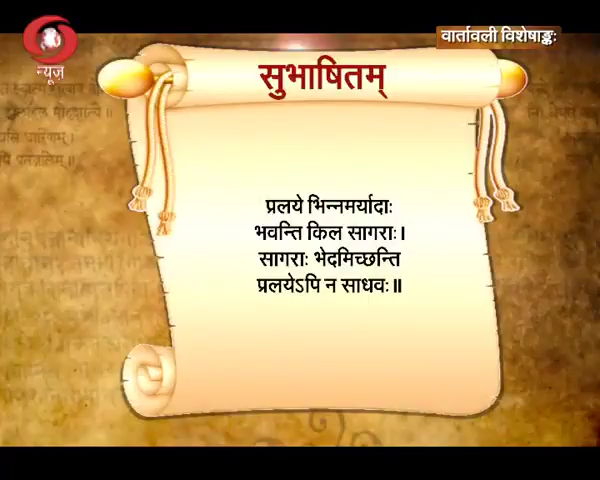 वार्तावली विशेषाङ्कः
न्यूज़
सुभाषितम्
प्रलये भिन्नमर्यादाः
भवन्ति किल सागराः।
सागराः भेदमिच्छन्ति
प्रलयेऽपि न साधवः॥